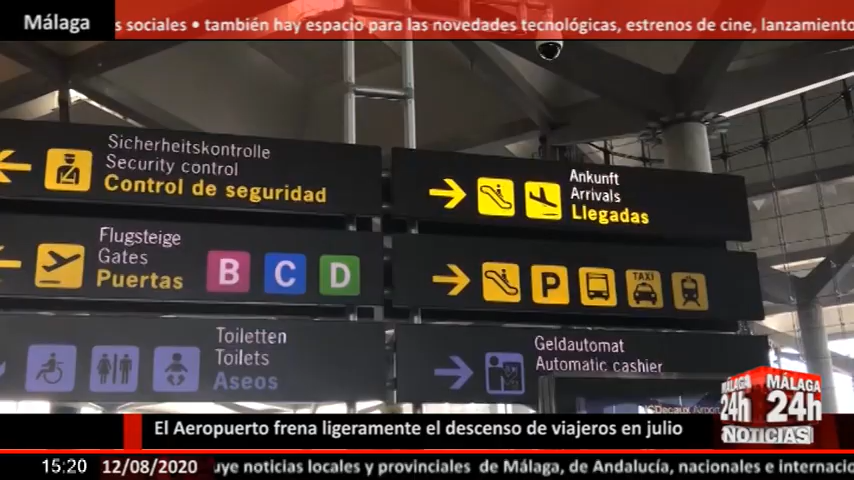 Málaga
s sociales • también hay espacio para las novedades tecnológicas, estrenos de cine, lanzamiento
Sicherheitskontrolle
Security control
Control de seguridad
Flugsteige
Gates
Puertas
B C D
Toiletten
Toilets
Aseos
Ankunft
Arrivals
Llegadas
P
TAXI
Geldautomat
Automatic cashier
JCDecaux Airport
MÁLAGA
24h
MÁLAGA
24h
NOTICIAS
El Aeropuerto frena ligeramente el descenso de viajeros en julio
15:20 12/08/2020 uye noticias locales y provinciales de Málaga, de Andalucía, nacionales e internacio